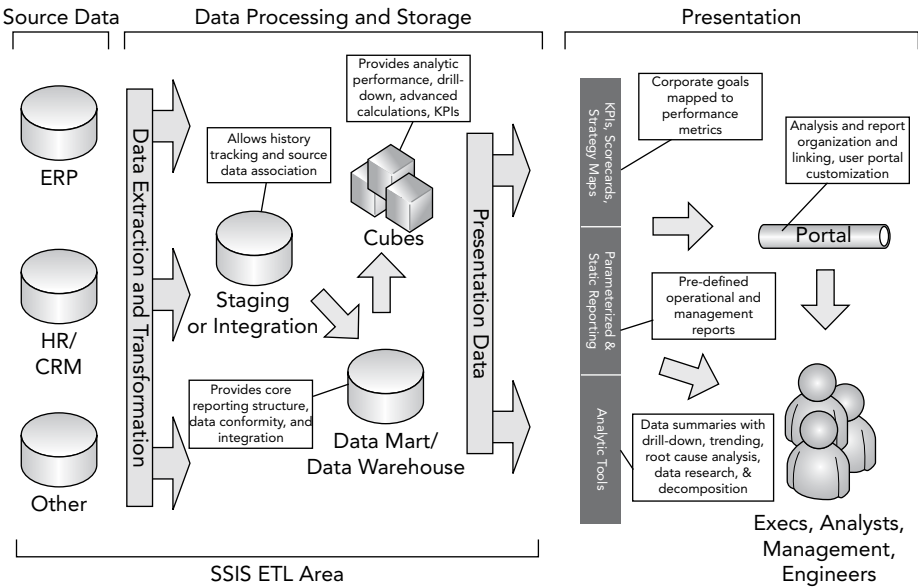 Source Data
Data Processing and Storage
Presentation
ERP
HR/
CRM
Other
Data Extraction and Transformation
Allows history
tracking and source
data association
Staging
or Integration
Provides analytic
performance, drill-
down, advanced
calculations, KPIs
Cubes
Provides core
reporting structure,
data conformity, and
integration
Data Mart/
Data Warehouse
Presentation Data
SSIS ETL Area
KPIs, Scorecards,
Strategy Maps
Corporate goals
mapped to
performance
metrics
Parameterized &
Static Reporting
Pre-defined
operational and
management
reports
Analytic Tools
Data summaries with
drill-down, trending,
root cause analysis,
data research, &
decomposition
Analysis and report
organization and
linking, user portal
customization
Portal
Execs, Analysts,
Management,
Engineers